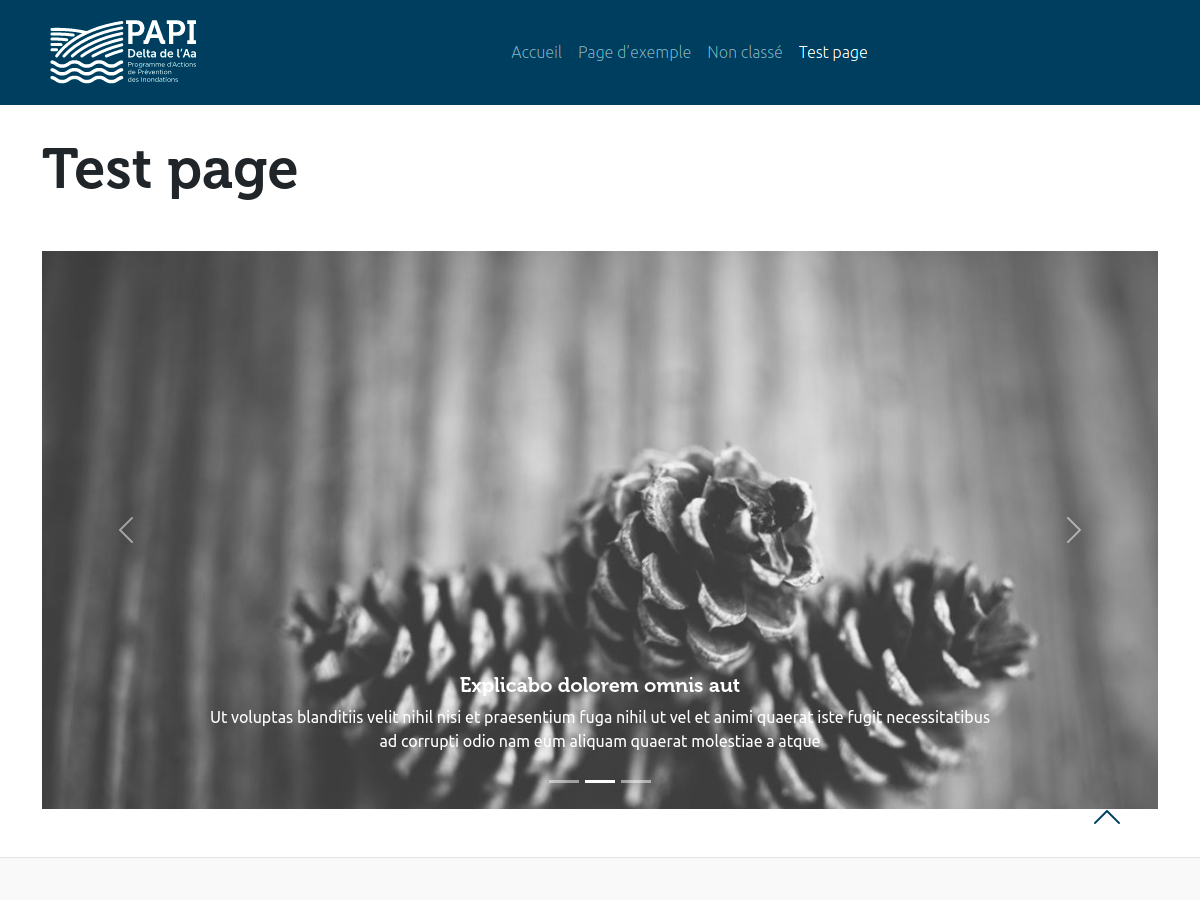 PAPI
Delta de l'Aa
Programme d'Actions
de Prévention
des Inondations
Accueil
Page d’exemple
Non classé
Test page
Test page
Explicabo dolorem omnis aut
Ut voluptas blanditiis velit nihil nisi et praesentium fuga nihil ut vel et animi quaerat iste fugit necessitatibus
ad corrupti odio nam eum aliquam quaerat molestiae a atque